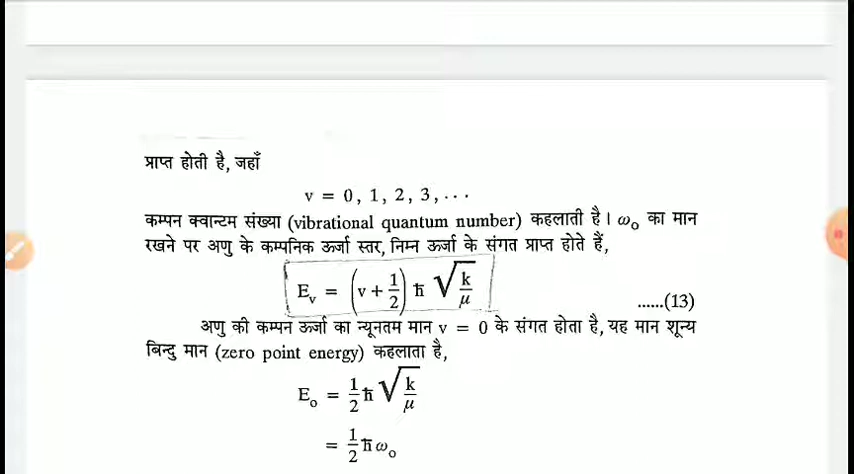 प्राप्त होती है, जहाँ
v = 0, 1, 2, 3, ···
कम्पन क्वान्टम संख्या (vibrational quantum number) कहलाती है। ω₀ का मान
रखने पर अणु के कम्पनिक ऊर्जा स्तर, निम्न ऊर्जा के संगत प्राप्त होते हैं,
Eᵥ = (v + 1/2) ħ √(k/μ) ......(13)
अणु की कम्पन ऊर्जा का न्यूनतम मान v = 0 के संगत होता है, यह मान शून्य
बिन्दु मान (zero point energy) कहलाता है,
E₀ = 1/2 ħ √(k/μ)
= 1/2 ħω₀